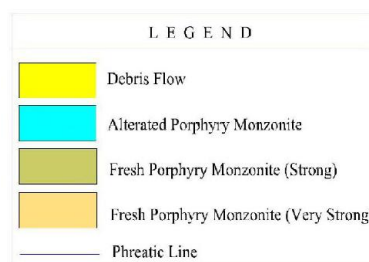 LEGEND
Debris Flow
Alterated Porphyry Monzonite
Fresh Porphyry Monzonite (Strong)
Fresh Porphyry Monzonite (Very Strong
Phreatic Line